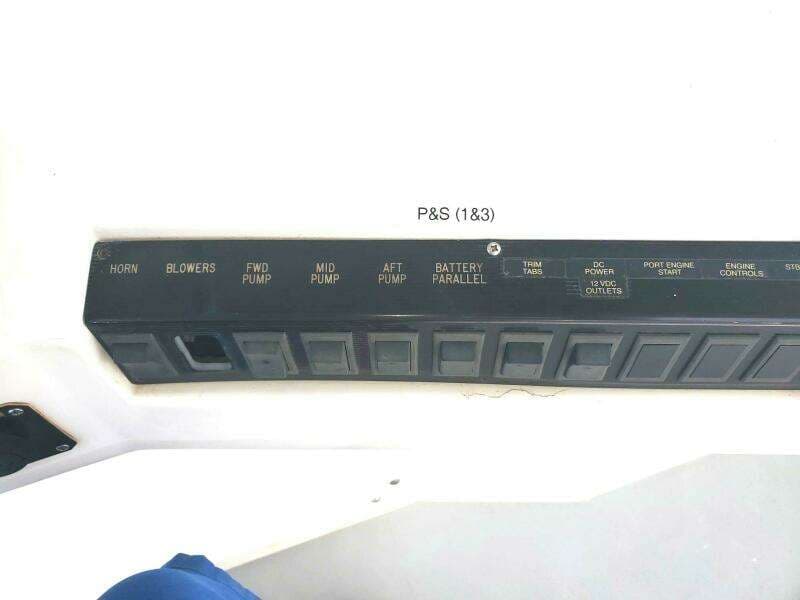 P&S (1&3)
HORN
BLOWERS
FWD
PUMP
MID
PUMP
AFT
PUMP
BATTERY
PARALLEL
TRIM
TABS
DC
POWER
12 VDC
OUTLETS
PORT ENGINE
START
ENGINE
CONTROLS
STB